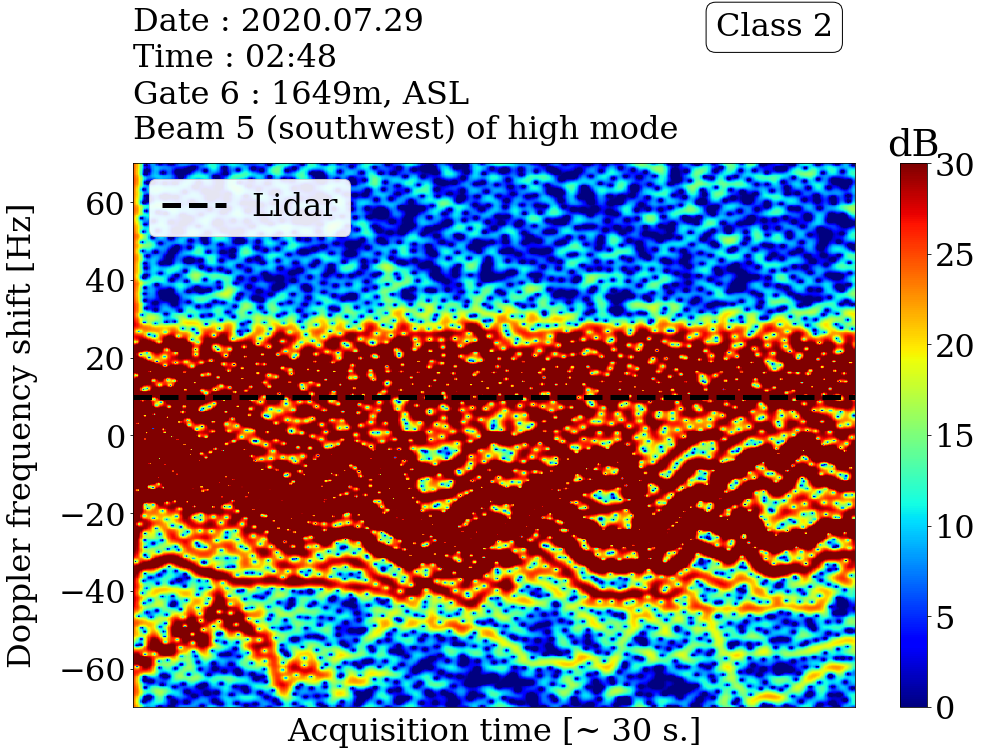 Date : 2020.07.29
Time : 02:48
Gate 6 : 1649m, ASL
Beam 5 (southwest) of high mode
Class 2
dB
Lidar
Doppler frequency shift [Hz]
60
40
20
0
−20
−40
−60
Acquisition time [~ 30 s.]
30
25
20
15
10
5
0